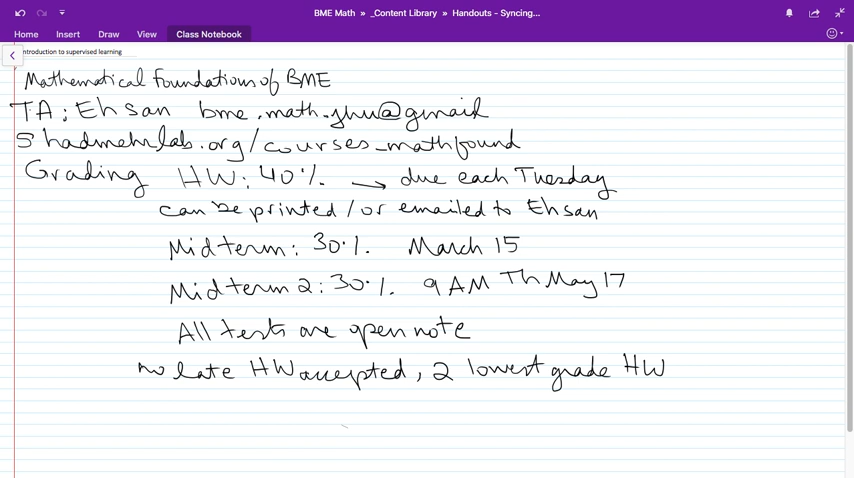 BME Math » _Content Library » Handouts - Syncing...
Home Insert Draw View Class Notebook
Introduction to supervised learning
Mathematical Foundations of BME
TA: Ehsan bme.math.jhu@gmail
Shadmehrlab.org/courses_mathfound
Grading HW: 40% → due each Tuesday
can be printed/or emailed to Ehsan
Midterm: 30%. March 15
Midterm 2: 30%. 9 AM Th May 17
All tests are open note
no late HW accepted, 2 lowest grade HW